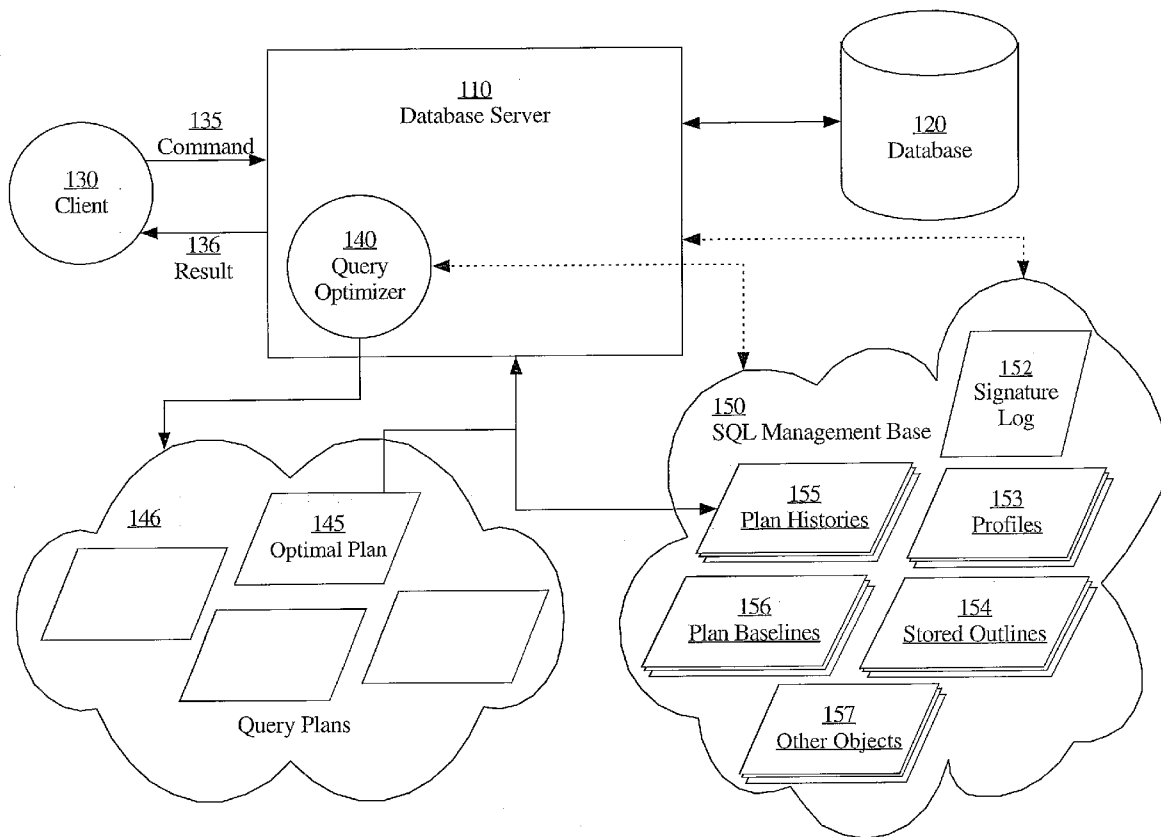 110
Database Server
120
Database
135
Command
130
Client
136
Result
140
Query
Optimizer
152
Signature
Log
150
SQL Management Base
155
Plan Histories
153
Profiles
146
145
Optimal Plan
156
Plan Baselines
154
Stored Outlines
157
Other Objects
Query Plans